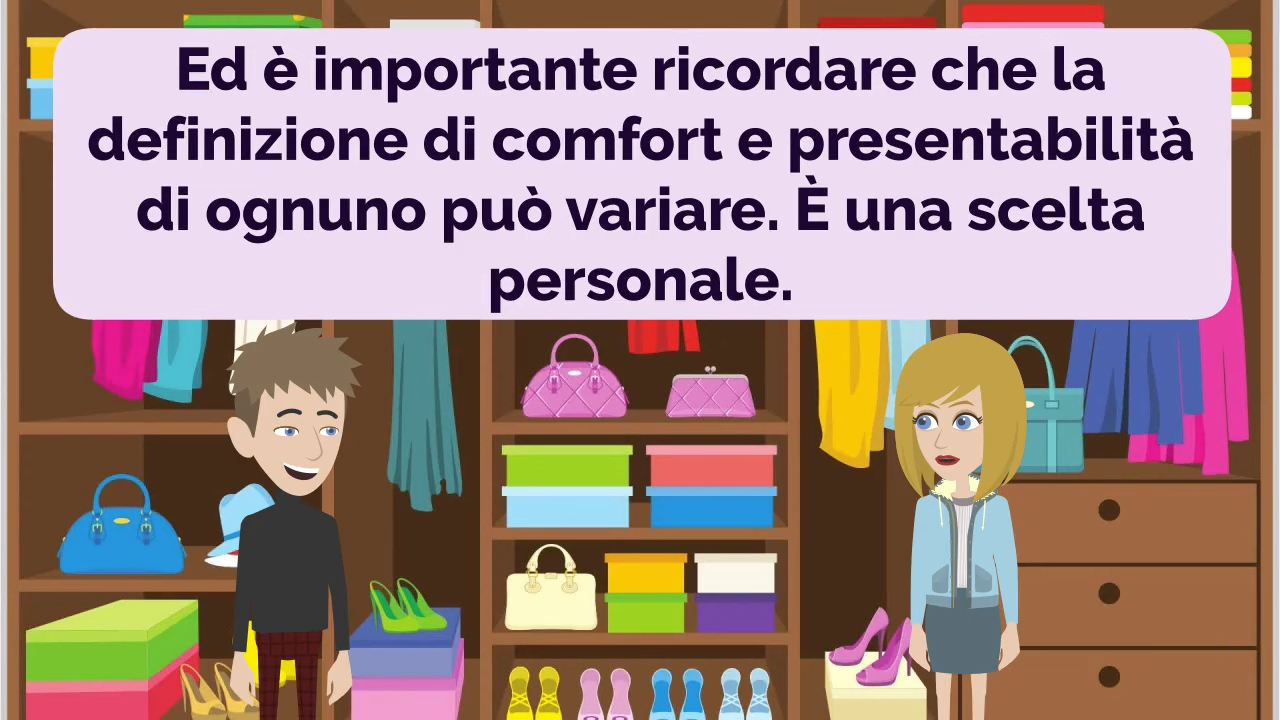 Ed è importante ricordare che la
definizione di comfort e presentabilità
di ognuno può variare. È una scelta
personale.